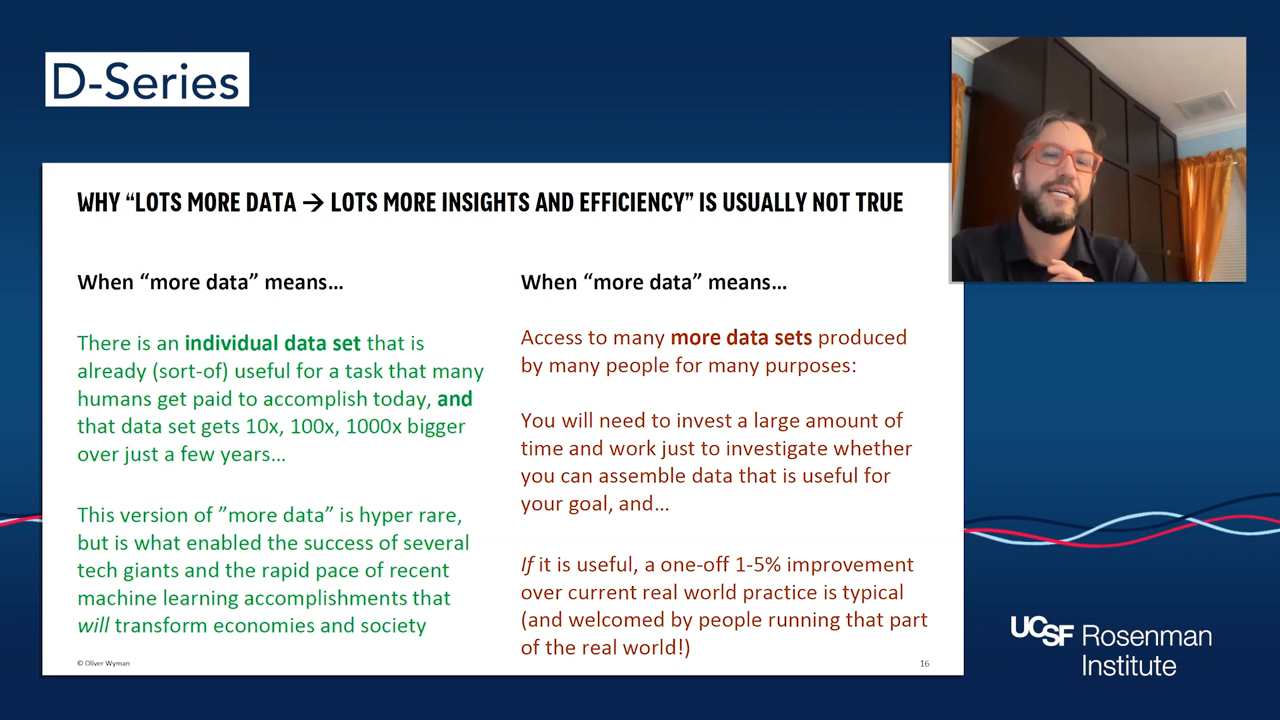 D-Series
WHY “LOTS MORE DATA → LOTS MORE INSIGHTS AND EFFICIENCY” IS USUALLY NOT TRUE
When “more data” means…
There is an individual data set that is
already (sort-of) useful for a task that many
humans get paid to accomplish today, and
that data set gets 10x, 100x, 1000x bigger
over just a few years…
This version of ”more data” is hyper rare,
but is what enabled the success of several
tech giants and the rapid pace of recent
machine learning accomplishments that
will transform economies and society
When “more data” means…
Access to many more data sets produced
by many people for many purposes:
You will need to invest a large amount of
time and work just to investigate whether
you can assemble data that is useful for
your goal, and…
If it is useful, a one-off 1-5% improvement
over current real world practice is typical
(and welcomed by people running that part
of the real world!)
© Oliver Wyman
16
UCSF Rosenman
Institute